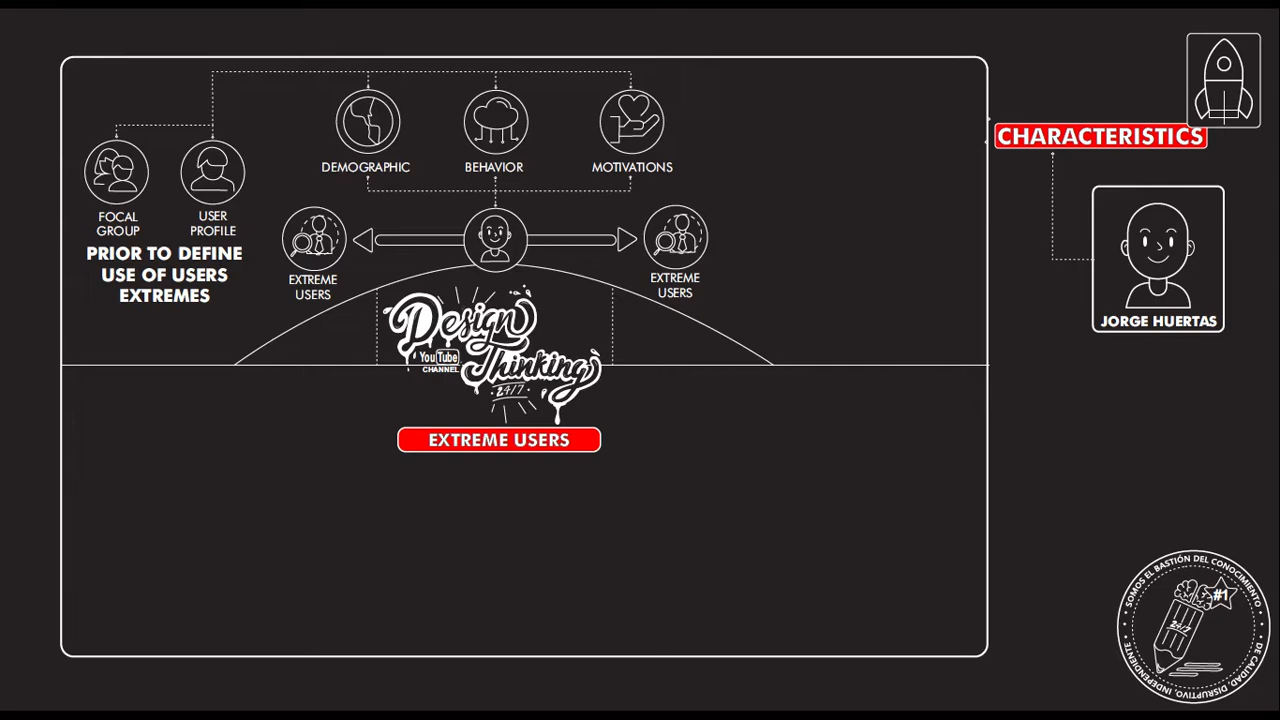 DEMOGRAPHIC
BEHAVIOR
MOTIVATIONS
CHARACTERISTICS
FOCAL
GROUP
USER
PROFILE
PRIOR TO DEFINE
USE OF USERS
EXTREMES
EXTREME
USERS
EXTREME
USERS
JORGE HUERTAS
Design
Thinking
YouTube
CHANNEL
24/7
EXTREME USERS
SOMOS EL BASTIÓN DEL CONOCIMIENTO
#1
24/7
DE CALIDAD, DISRUPTIVO, INDEPENDIENTE